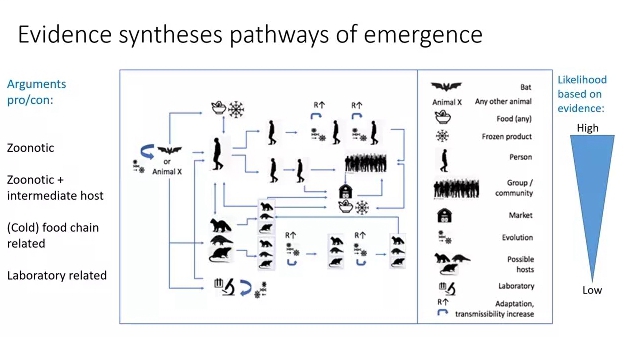 Evidence syntheses pathways of emergence
Arguments
pro/con:
Zoonotic
Zoonotic +
intermediate host
(Cold) food chain
related
Laboratory related
R↑
R↑
or
Animal X
R↑
R↑
Bat
Animal X
Any other animal
Food (any)
Frozen product
Person
Group /
community
Market
Evolution
Possible
hosts
Laboratory
R↑
Adaptation,
transmissibility increase
Likelihood
based on
evidence:
High
Low